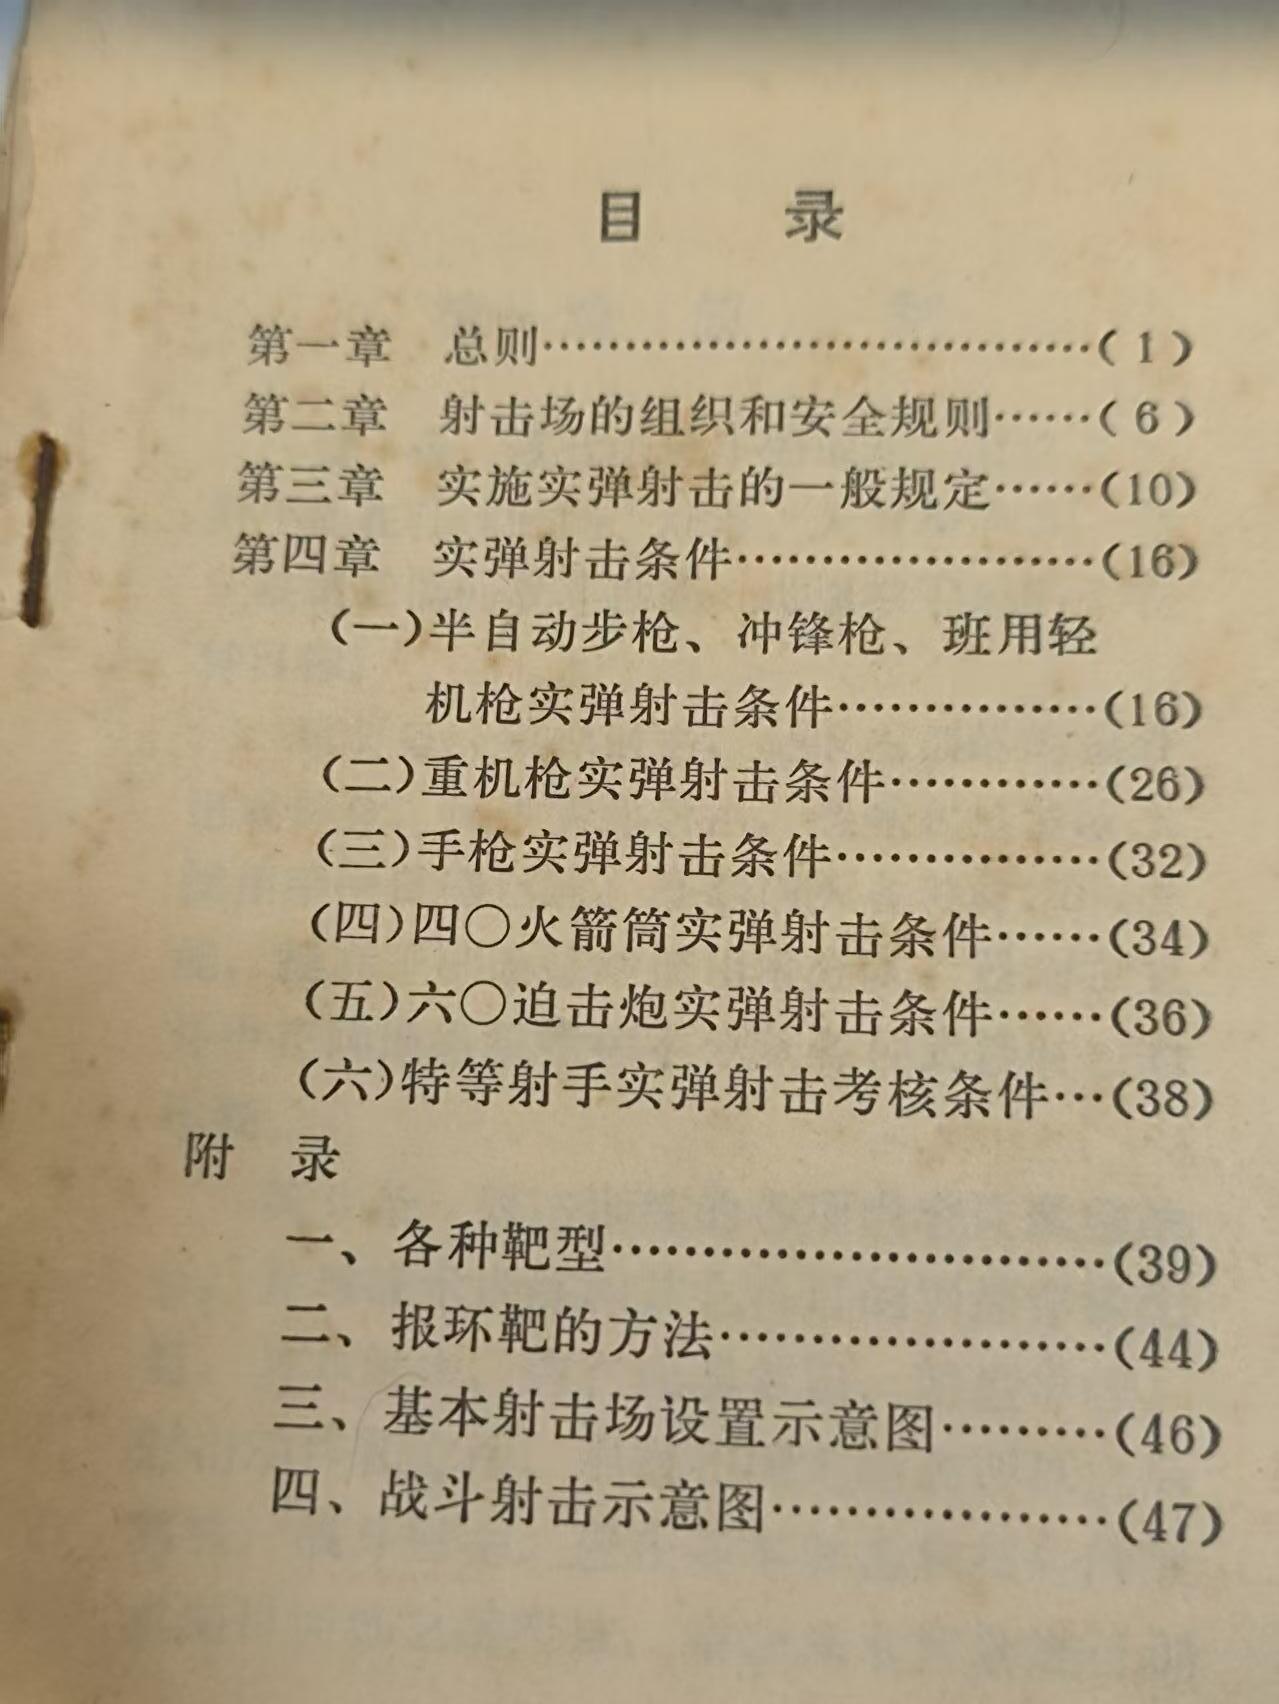 目 录
第一章 总则……………………………(1)
第二章 射击场的组织和安全规则……(6)
第三章 实施实弹射击的一般规定……(10)
第四章 实弹射击条件…………………(16)
(一)半自动步枪、冲锋枪、班用轻
机枪实弹射击条件……………(16)
(二)重机枪实弹射击条件…………(26)
(三)手枪实弹射击条件……………(32)
(四)四〇火箭筒实弹射击条件……(34)
(五)六〇迫击炮实弹射击条件……(36)
(六)特等射手实弹射击考核条件…(38)
附 录
一、各种靶型………………………(39)
二、报环靶的方法…………………(44)
三、基本射击场设置示意图………(46)
四、战斗射击示意图………………(47)